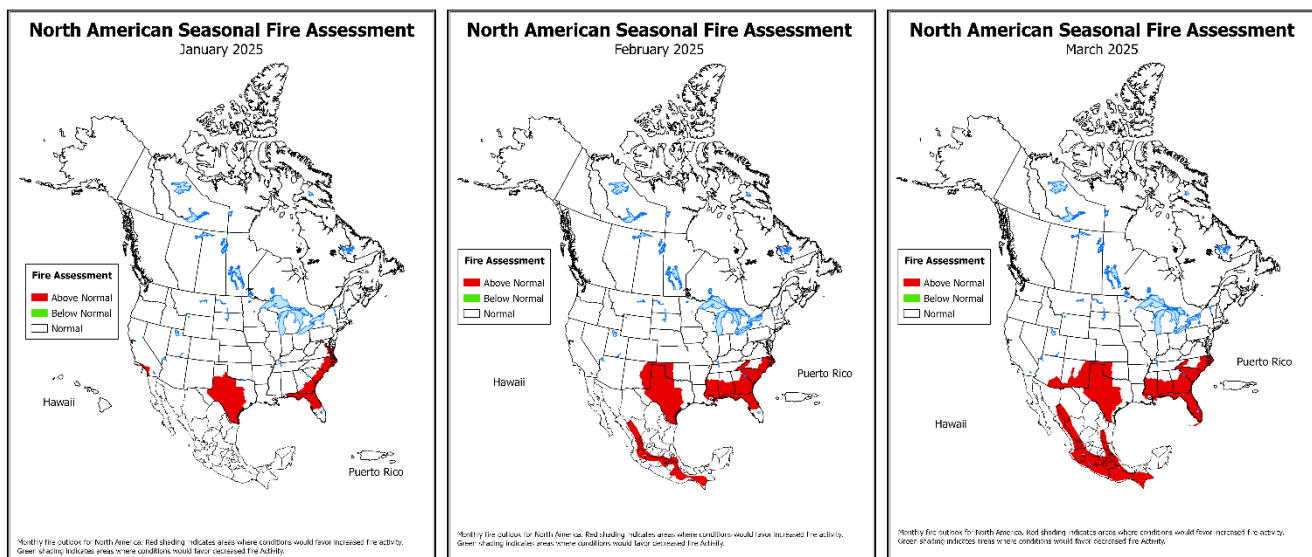 North American Seasonal Fire Assessment
January 2025
Fire Assessment
Above Normal
Below Normal
Normal
Hawaii
Puerto Rico
Monthly fire outlook for North America. Red shading indicates areas where conditions would favor increased fire activity.
Green shading indicates areas where conditions would favor decreased fire Activity.
North American Seasonal Fire Assessment
February 2025
Fire Assessment
Above Normal
Below Normal
Normal
Hawaii
Puerto Rico
Monthly fire outlook for North America. Red shading indicates areas where conditions would favor increased fire activity.
Green shading indicates areas where conditions would favor decreased fire Activity.
North American Seasonal Fire Assessment
March 2025
Fire Assessment
Above Normal
Below Normal
Normal
Hawaii
Puerto Rico
Monthly fire outlook for North America. Red shading indicates areas where conditions would favor increased fire activity.
Green shading indicates areas where conditions would favor decreased fire Activity.